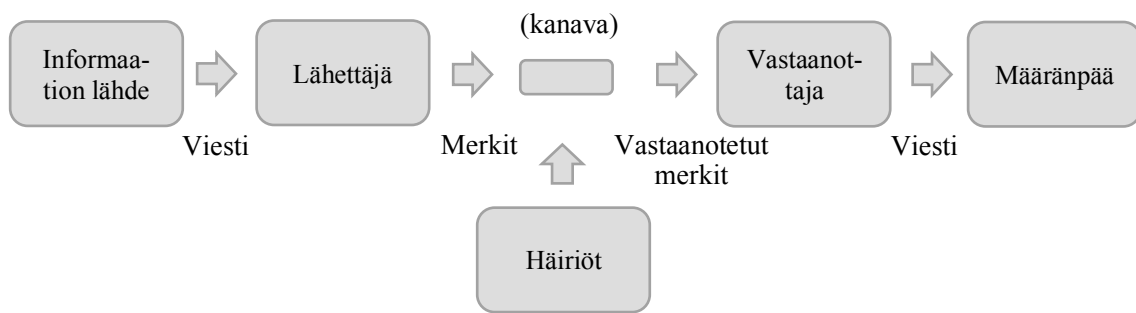 (kanava)
Informaa-
tion lähde
Lähettäjä
Vastaanot-
taja
Määränpää
Viesti
Merkit
Vastaanotetut
merkit
Viesti
Häiriöt